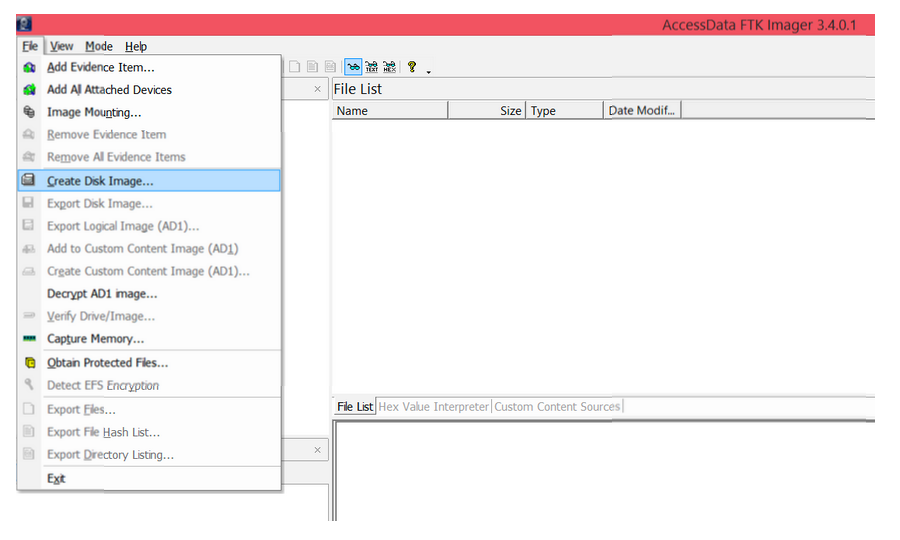 AccessData FTK Imager 3.4.0.1
File View Mode Help
Add Evidence Item...
Add All Attached Devices
Image Mounting...
Remove Evidence Item
Remove All Evidence Items
Create Disk Image...
Export Disk Image...
Export Logical Image (AD1)...
Add to Custom Content Image (AD1)
Create Custom Content Image (AD1)...
Decrypt AD1 image...
Verify Drive/Image...
Capture Memory...
Obtain Protected Files...
Detect EFS Encryption
Export Files...
Export File Hash List...
Export Directory Listing...
Exit
TEXT HEX
File List
Name Size Type Date Modif...
File List Hex Value Interpreter Custom Content Sources